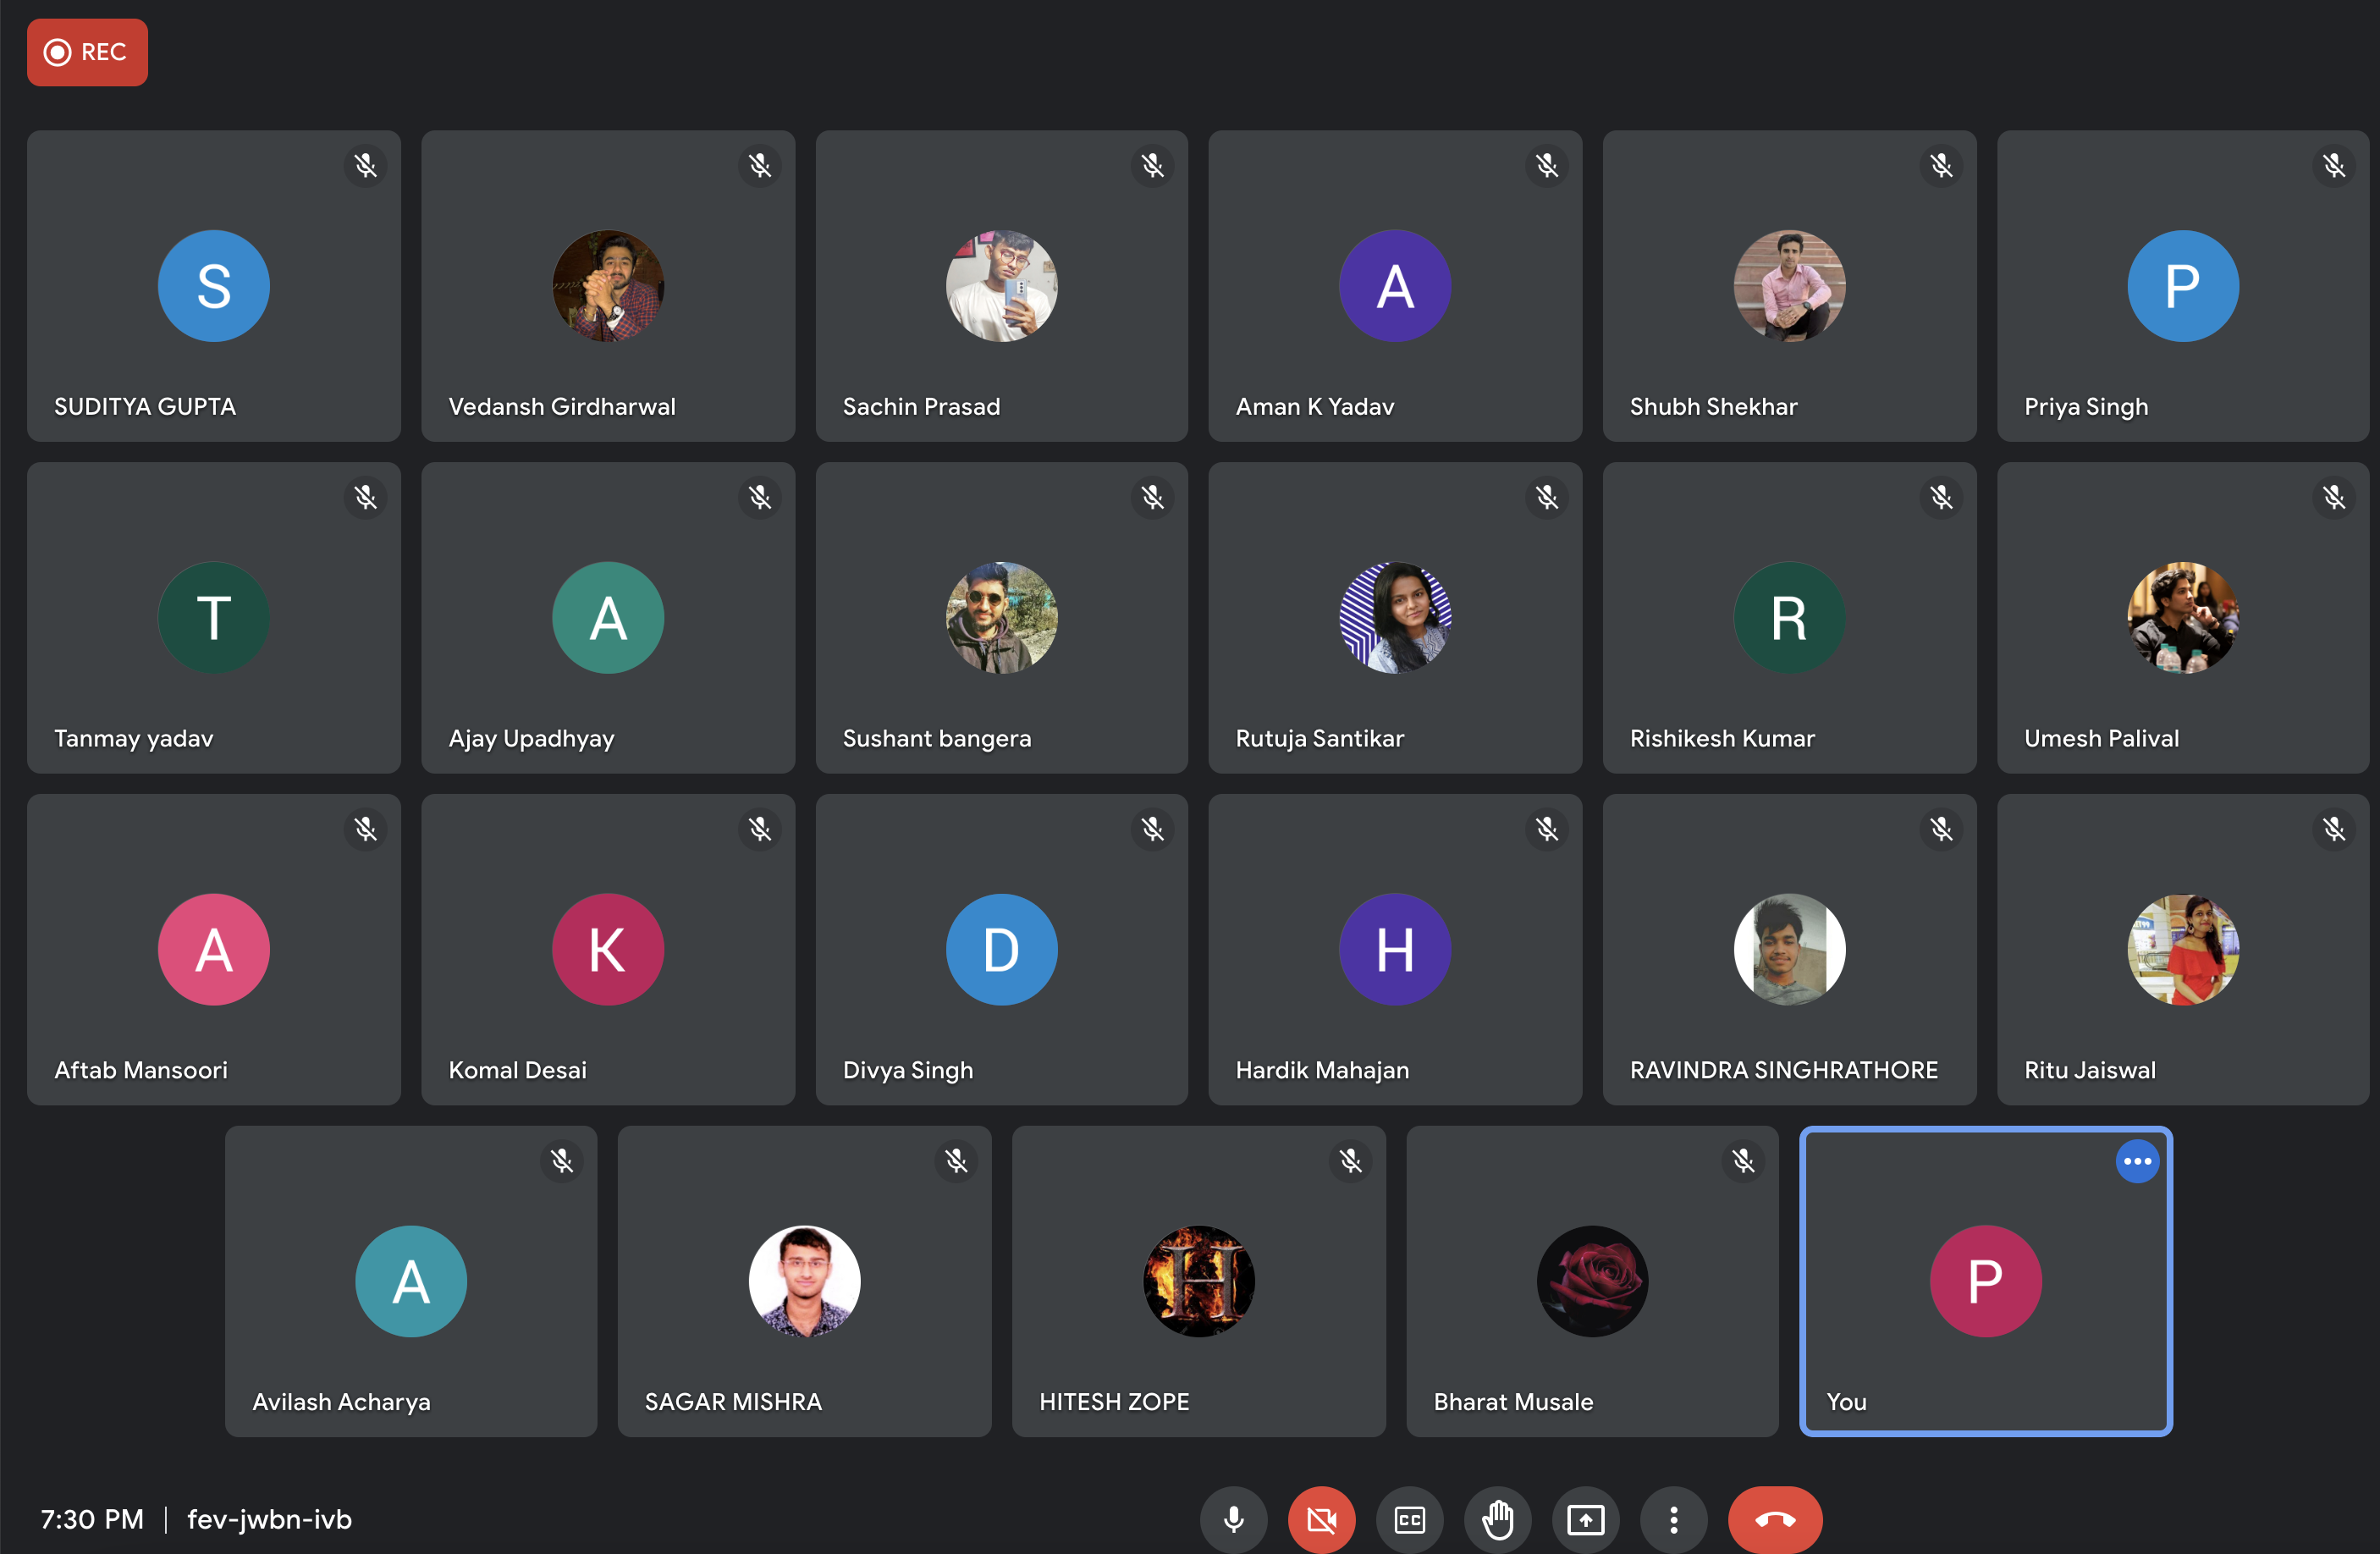 REC
S
SUDITYA GUPTA
Vedansh Girdharwal
Sachin Prasad
A
Aman K Yadav
Shubh Shekhar
P
Priya Singh
T
Tanmay yadav
A
Ajay Upadhyay
Sushant bangera
Rutuja Santikar
R
Rishikesh Kumar
Umesh Palival
A
Aftab Mansoori
K
Komal Desai
D
Divya Singh
H
Hardik Mahajan
RAVINDRA SINGHRATHORE
Ritu Jaiswal
A
Avilash Acharya
SAGAR MISHRA
H
HITESH ZOPE
Bharat Musale
P
You
7:30 PM | fev-jwbn-ivb
CC